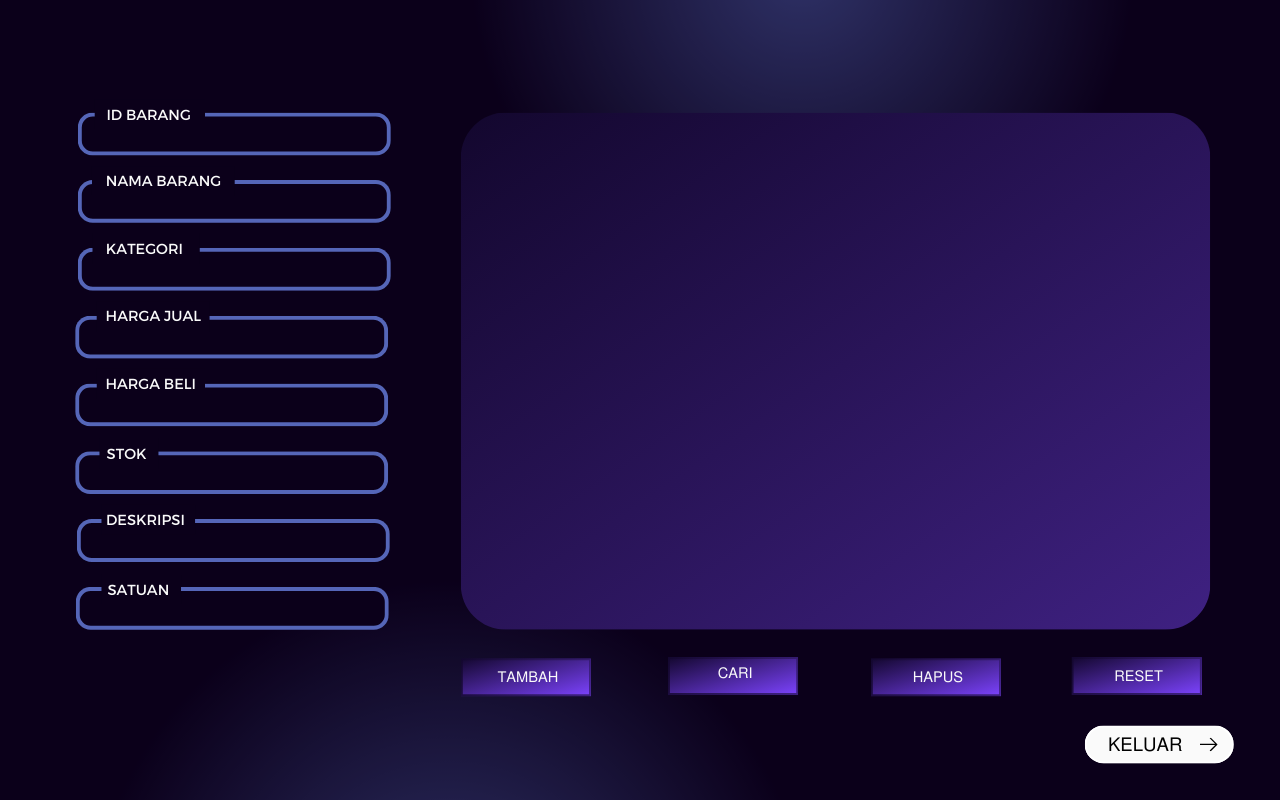 ID BARANG
NAMA BARANG
KATEGORI
HARGA JUAL
HARGA BELI
STOK
DESKRIPSI
SATUAN
TAMBAH
CARI
HAPUS
RESET
KELUAR